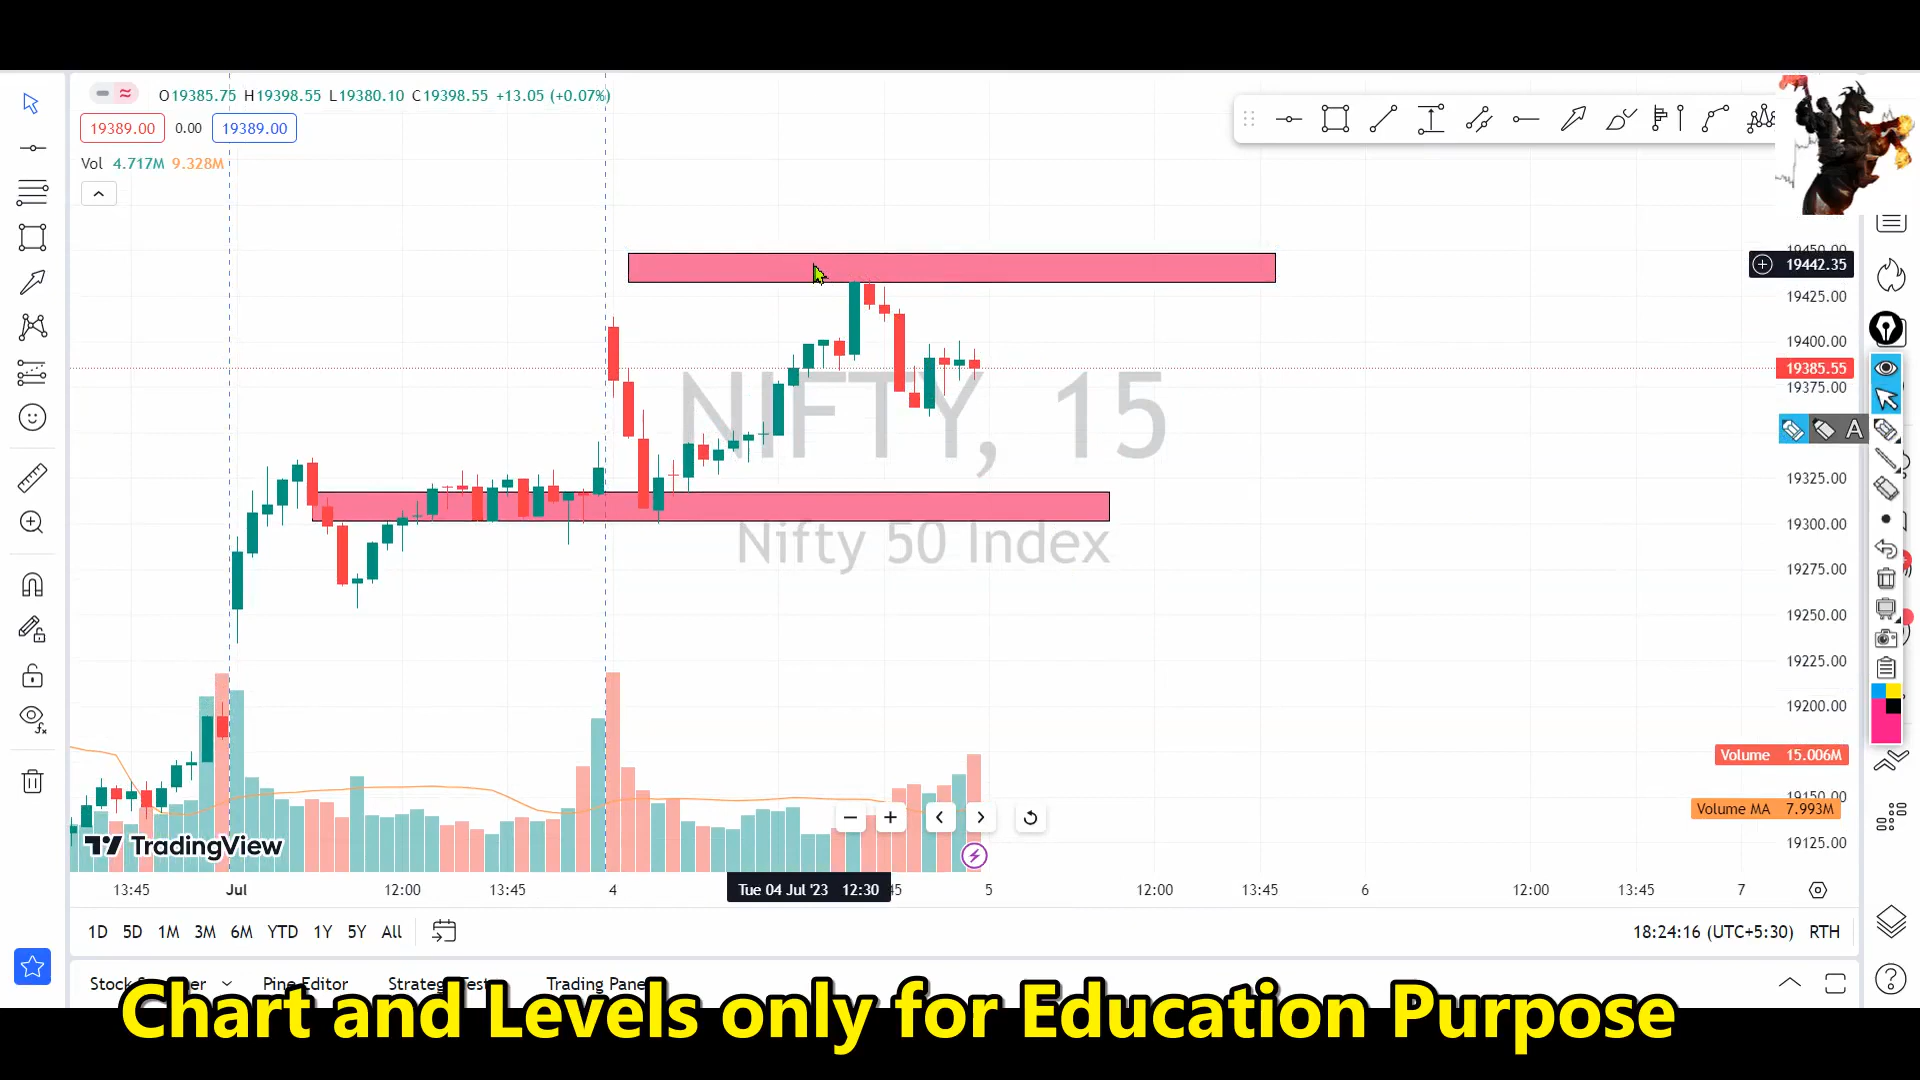 O19385.75 H19398.55 L19380.10 C19398.55 +13.05 (+0.07%)
19389.00 0.00 19389.00
Vol 4.717M 9.328M
NIFTY, 15
Nifty 50 Index
19450.00
19442.35
19425.00
19400.00
19385.55
19375.00
A
19325.00
19300.00
19275.00
19250.00
19225.00
19200.00
Volume 15.006M
19150.00
Volume MA 7.993M
19125.00
TradingView
13:45 Jul 12:00 13:45 4 Tue 04 Jul '23 12:30 45 5 12:00 13:45 6 12:00 13:45 7
1D 5D 1M 3M 6M YTD 1Y 5Y All
18:24:16 (UTC+5:30) RTH
Pine Editor
Chart and Levels only for Education Purpose